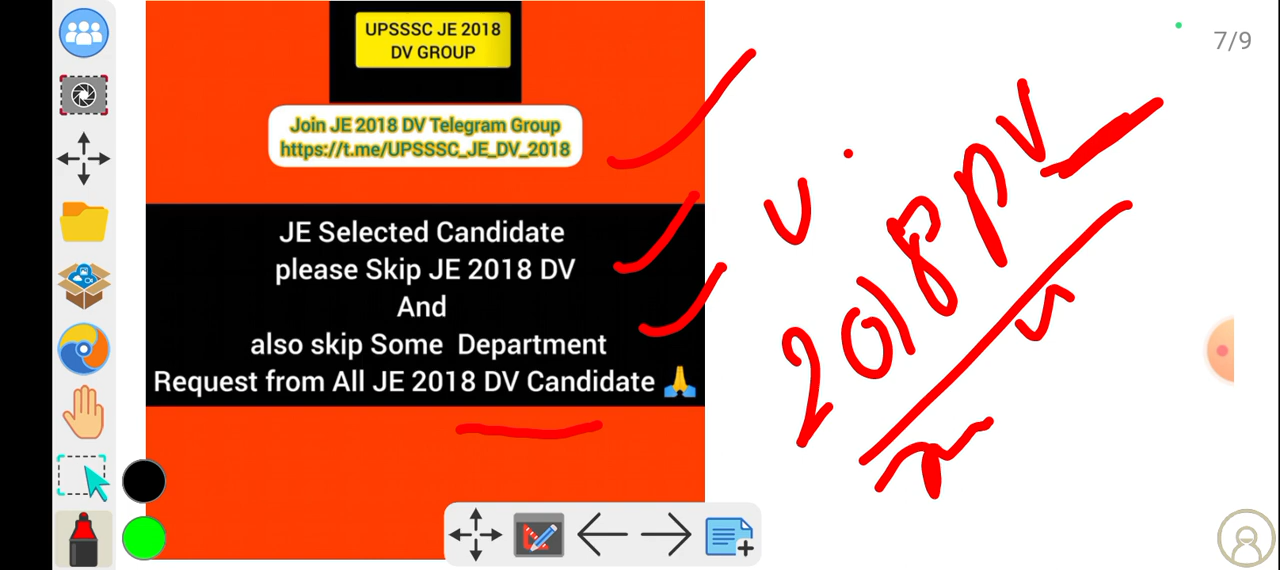 UPSSSC JE 2018
DV GROUP
7/9
Join JE 2018 DV Telegram Group
https://t.me/UPSSSC_JE_DV_2018
JE Selected Candidate
please Skip JE 2018 DV
And
also skip Some Department
Request from All JE 2018 DV Candidate 🙏
2018